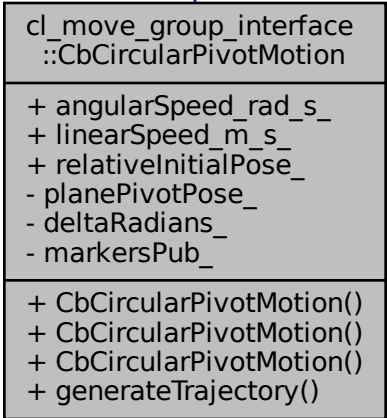 cl_move_group_interface
::CbCircularPivotMotion
+ angularSpeed_rad_s_
+ linearSpeed_m_s_
+ relativeInitialPose_
- planePivotPose_
- deltaRadians_
- markersPub_
+ CbCircularPivotMotion()
+ CbCircularPivotMotion()
+ CbCircularPivotMotion()
+ generateTrajectory()